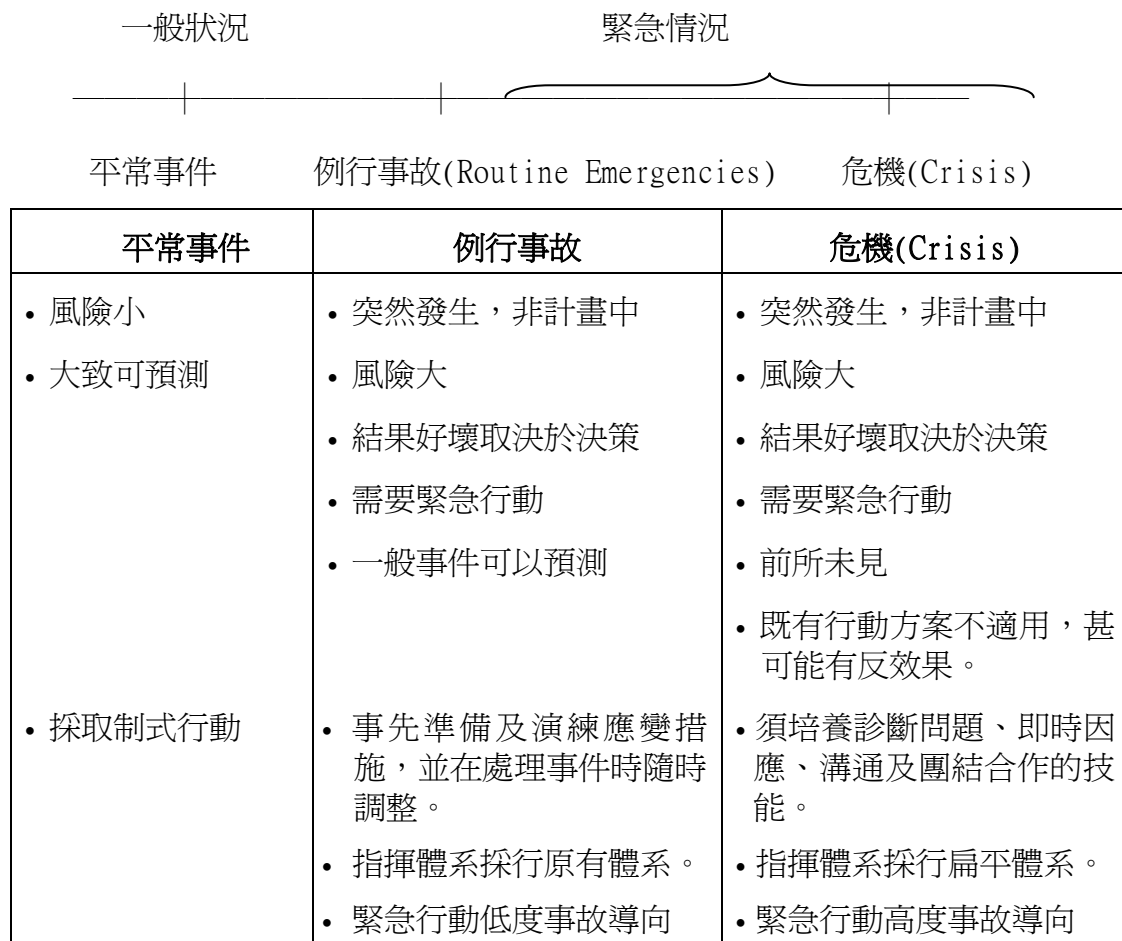 一般狀況 緊急情況
平常事件 例行事故(Routine Emergencies) 危機(Crisis)
平常事件 例行事故 危機(Crisis)
• 風險小
• 大致可預測
• 突然發生，非計畫中
• 風險大
• 結果好壞取決於決策
• 需要緊急行動
• 一般事件可以預測
• 突然發生，非計畫中
• 風險大
• 結果好壞取決於決策
• 需要緊急行動
• 前所未見
• 既有行動方案不適用，甚
可能有反效果。
• 採取制式行動
• 事先準備及演練應變措
施，並在處理事件時隨時
調整。
• 指揮體系採行原有體系。
• 緊急行動低度事故導向
• 須培養診斷問題、即時因
應、溝通及團結合作的技
能。
• 指揮體系採行扁平體系。
• 緊急行動高度事故導向